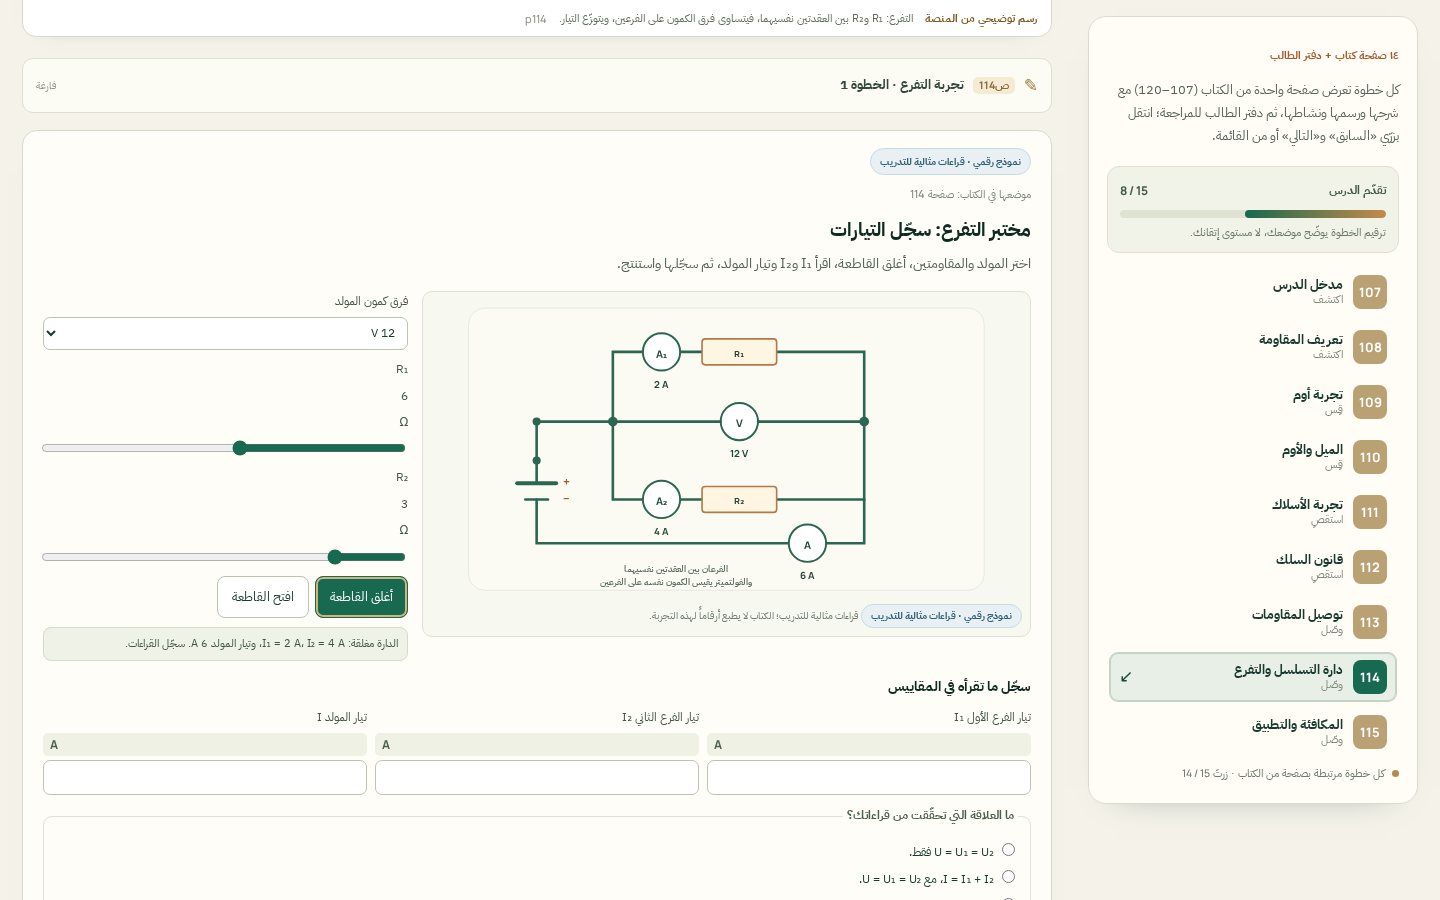 ١٤ صفحة كتاب + دفتر الطالب
كل خطوة تعرض صفحة واحدة من الكتاب (107–120) مع
شرحها ورسمها ونشاطها، ثم دفتر الطالب للمراجعة؛ انتقل
بزرّي «السابق» و«التالي» أو من القائمة.
تقدّم الدرس
8 / 15
ترقيم الخطوة يوضّح موضعك، لا مستوى إتقانك.
107
مدخل الدرس
اكتشف
108
تعريف المقاومة
اكتشف
109
تجربة أوم
قِس
110
الميل والأوم
قِس
111
تجربة الأسلاك
استقصِ
112
قانون السلك
استقصِ
113
توصيل المقاومات
وصّل
114
دارة التسلسل والتفرع
وصّل
↙
115
المكافئة والتطبيق
وصّل
كل خطوة مرتبطة بصفحة من الكتاب · زرتَ 15 / 14
رسم توضيحي من المنصة التفرع: R₁ وR₂ بين العقدتين نفسيهما، فيتساوى فرق الكمون على الفرعين، ويتوزّع التيار. p114
✎ ص114 تجربة التفرع · الخطوة 1
فارغة
نموذج رقمي · قراءات مثالية للتدريب
موضعها في الكتاب: صفحة 114
مختبر التفرع: سجّل التيارات
اختر المولد والمقاومتين، أغلق القاطعة، اقرأ I₁ وI₂ وتيار المولد، ثم سجّلها واستنتج.
A₁
R₁
2 A
V
12 V
+
−
A₂
R₂
4 A
A
6 A
الفرعان بين العقدتين نفسيهما
والفولتميتر يقيس الكمون نفسه على الفرعين
نموذج رقمي · قراءات مثالية للتدريب قراءات مثالية للتدريب؛ الكتاب لا يطبع أرقاماً لهذه التجربة.
فرق كمون المولد
12 V
R₁
6
Ω
R₂
3
Ω
أغلق القاطعة
افتح القاطعة
الدارة مغلقة: I₁ = 2 A، I₂ = 4 A، وتيار المولد 6 A. سجّل القراءات.
سجّل ما تقرأه في المقاييس
تيار الفرع الأول I₁
A
تيار الفرع الثاني I₂
A
تيار المولد I
A
ما العلاقة التي تحقّقت من قراءاتك؟
U = U₁ = U₂ فقط.
I = I₁ + I₂، مع U = U₁ = U₂.